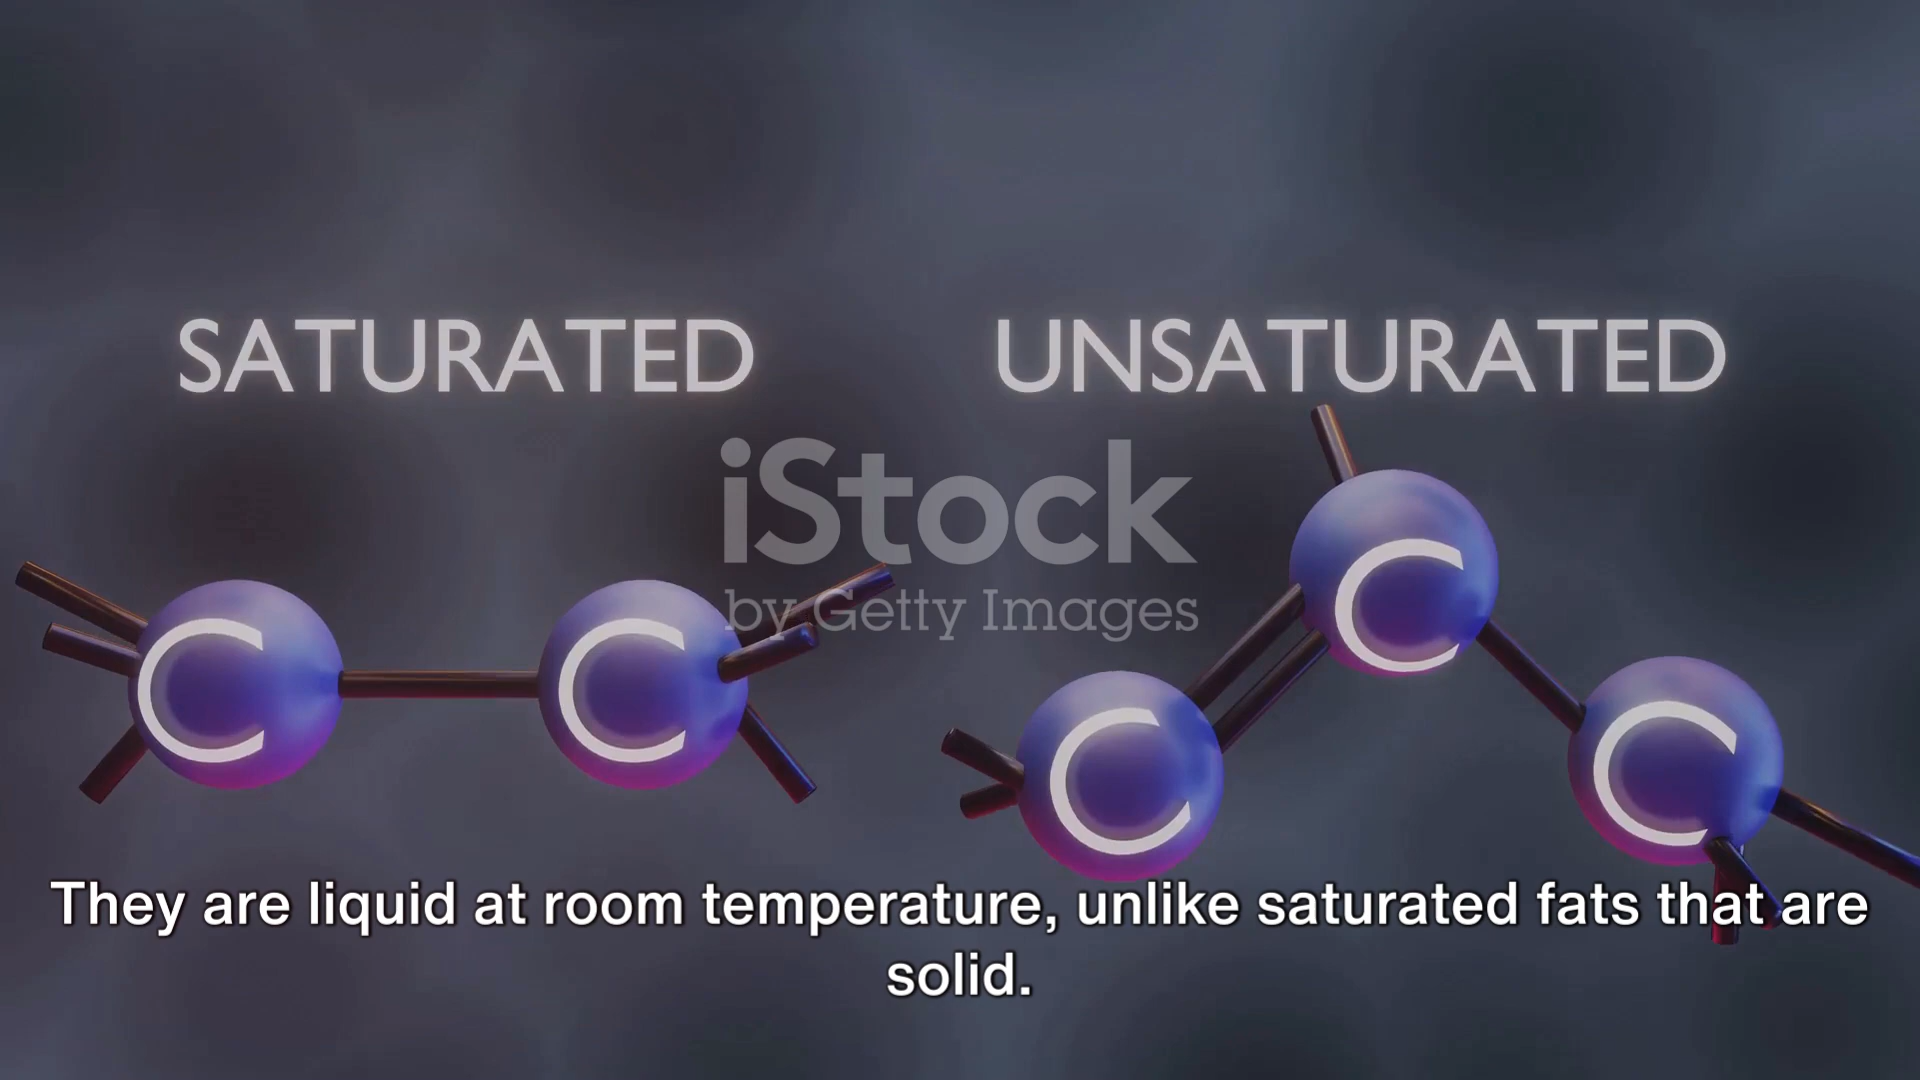 SATURATED UNSATURATED
iStock
by Getty Images
C
C C
C C
They are liquid at room temperature, unlike saturated fats that are
solid.